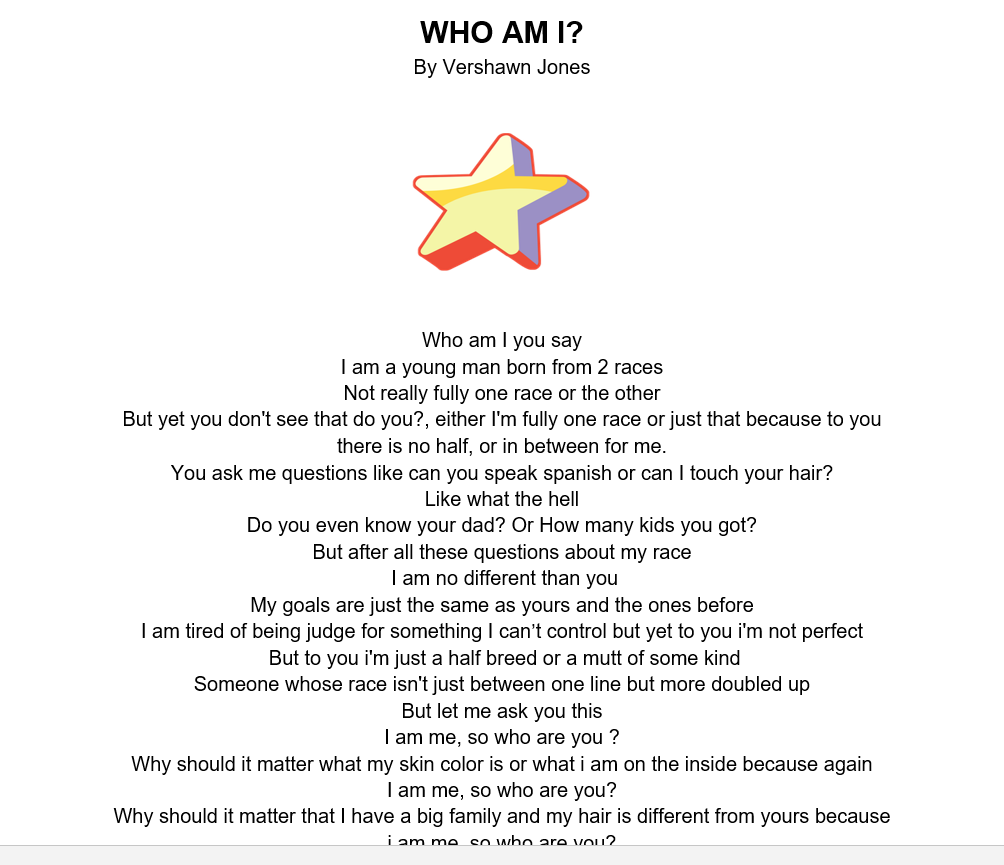 WHO AM I?
By Vershawn Jones
Who am I you say
I am a young man born from 2 races
Not really fully one race or the other
But yet you don't see that do you?, either I'm fully one race or just that because to you
there is no half, or in between for me.
You ask me questions like can you speak spanish or can I touch your hair?
Like what the hell
Do you even know your dad? Or How many kids you got?
But after all these questions about my race
I am no different than you
My goals are just the same as yours and the ones before
I am tired of being judge for something I can’t control but yet to you i'm not perfect
But to you i'm just a half breed or a mutt of some kind
Someone whose race isn't just between one line but more doubled up
But let me ask you this
I am me, so who are you ?
Why should it matter what my skin color is or what i am on the inside because again
I am me, so who are you?
Why should it matter that I have a big family and my hair is different from yours because
i am me, so who are you?